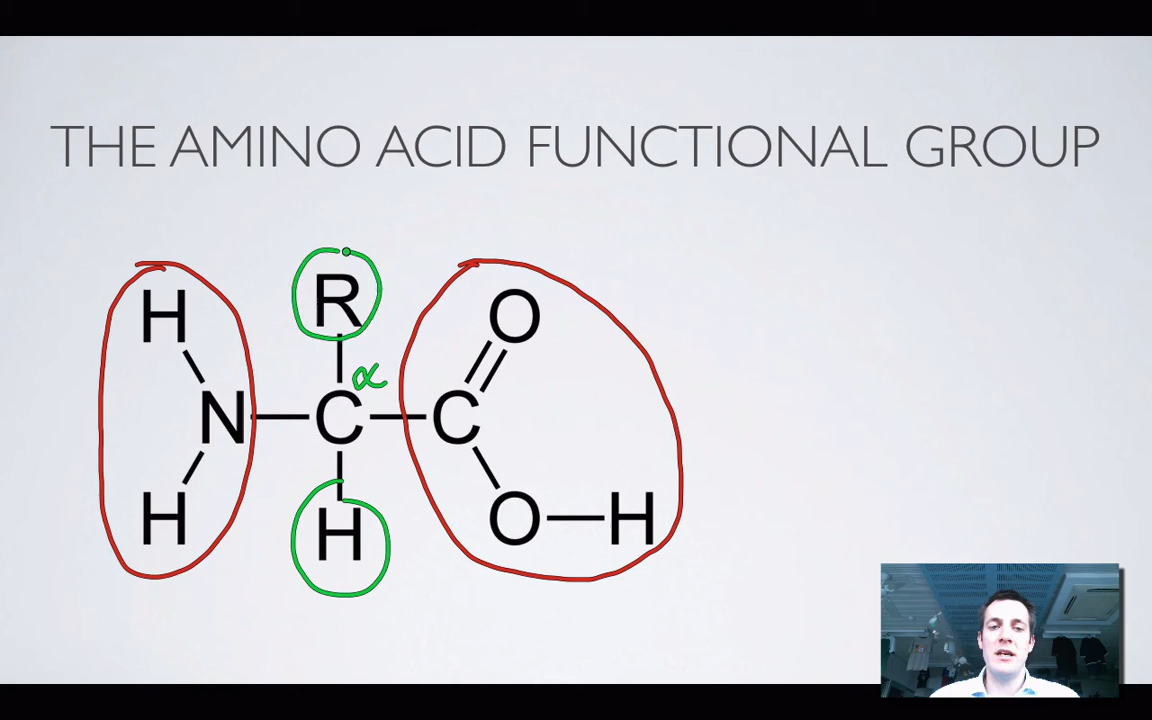 THE AMINO ACID FUNCTIONAL GROUP
H R O
α
N C C
H H O H